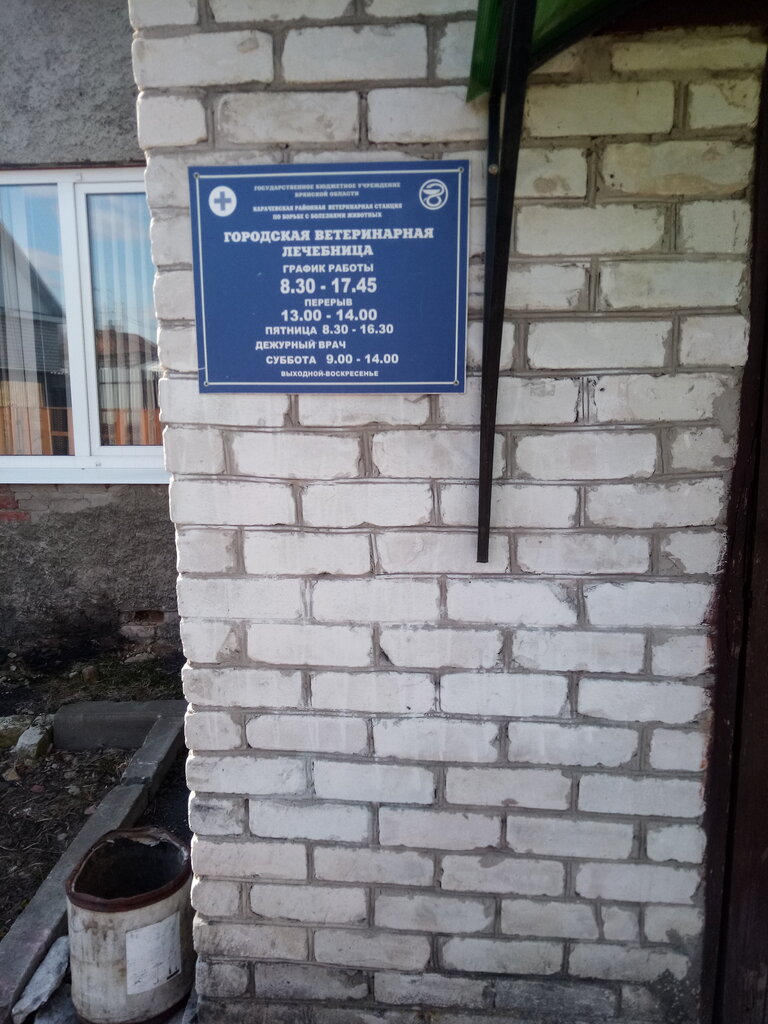 ГОСУДАРСТВЕННОЕ БЮДЖЕТНОЕ УЧРЕЖДЕНИЕ
БРЯНСКОЙ ОБЛАСТИ
КАРАЧЕВСКАЯ РАЙОННАЯ ВЕТЕРИНАРНАЯ СТАНЦИЯ
ПО БОРЬБЕ С БОЛЕЗНЯМИ ЖИВОТНЫХ
ГОРОДСКАЯ ВЕТЕРИНАРНАЯ
ЛЕЧЕБНИЦА
ГРАФИК РАБОТЫ
8.30 - 17.45
ПЕРЕРЫВ
13.00 - 14.00
ПЯТНИЦА 8.30 - 16.30
ДЕЖУРНЫЙ ВРАЧ
СУББОТА 9.00 - 14.00
ВЫХОДНОЙ-ВОСКРЕСЕНЬЕ